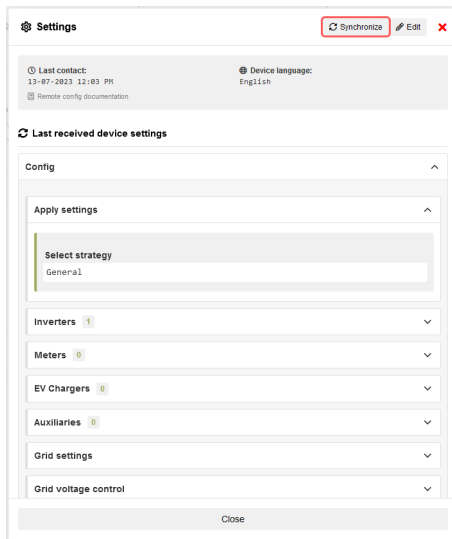 Settings
Synchronize
Edit
Last contact:
13-07-2023 12:03 PM
Remote config documentation
Device language:
English
Last received device settings
Config
Apply settings
Select strategy
General
Inverters 1
Meters 0
EV Chargers 0
Auxiliaries 0
Grid settings
Grid voltage control
Close